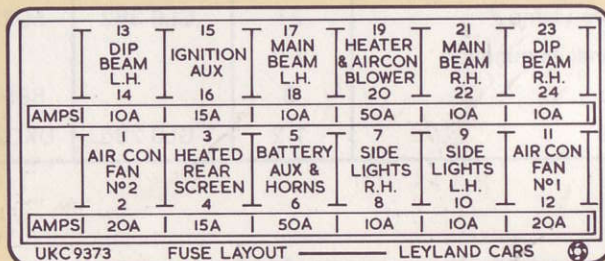 13 15 17 19 21 23
DIP IGNITION MAIN HEATER MAIN DIP
BEAM AUX BEAM & AIRCON BEAM BEAM
L.H. L.H. BLOWER R.H. R.H.
14 16 18 20 22 24
AMPS 10A 15A 10A 50A 10A 10A
3 5 7 9 11
AIR CON HEATED BATTERY SIDE SIDE AIR CON
FAN REAR AUX & LIGHTS LIGHTS FAN
Nº2 SCREEN HORNS R.H. L.H. Nº1
2 4 6 8 10 12
AMPS 20A 15A 50A 10A 10A 20A
UKC9373 FUSE LAYOUT LEYLAND CARS